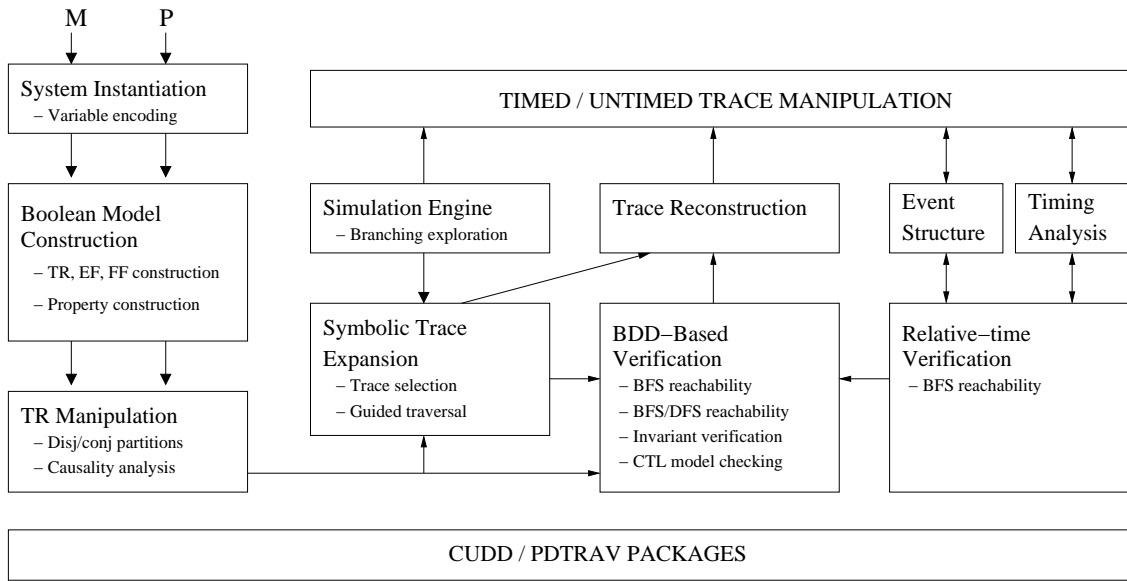 M P
System Instantiation
– Variable encoding
Boolean Model
Construction
– TR, EF, FF construction
– Property construction
TR Manipulation
– Disj/conj partitions
– Causality analysis
TIMED / UNTIMED TRACE MANIPULATION
Simulation Engine
– Branching exploration
Trace Reconstruction
Event
Structure
Timing
Analysis
Symbolic Trace
Expansion
– Trace selection
– Guided traversal
BDD–Based
Verification
– BFS reachability
– BFS/DFS reachability
– Invariant verification
– CTL model checking
Relative–time
Verification
– BFS reachability
CUDD / PDTRAV PACKAGES